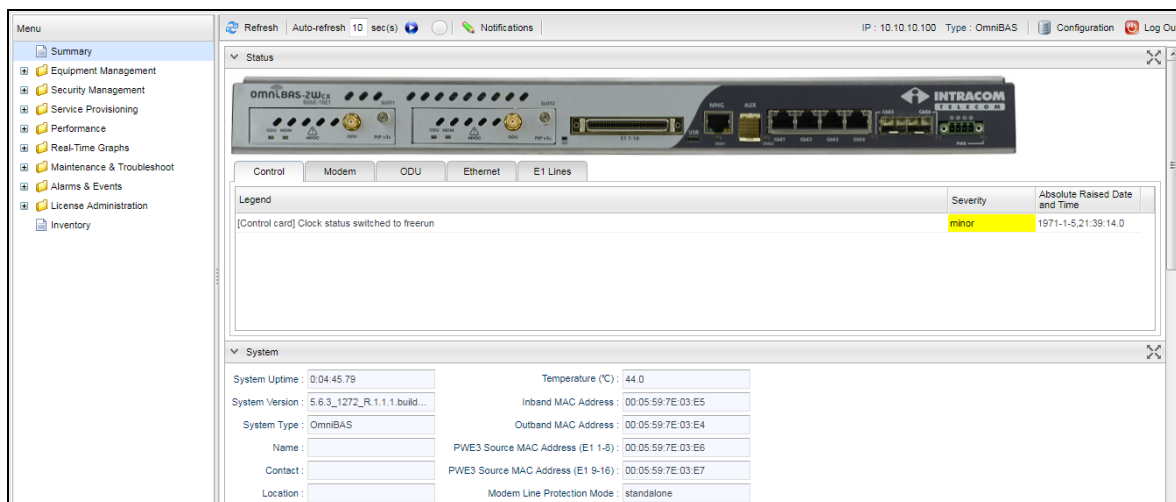 Menu
Refresh Auto-refresh 10 sec(s) Notifications IP : 10.10.10.100 Type : OmniBAS Configuration Log Ou
Summary
Equipment Management
Security Management
Service Provisioning
Performance
Real-Time Graphs
Maintenance & Troubleshoot
Alarms & Events
License Administration
Inventory
Status
OMNIBAS-2Wcx
SLOT1
SLOT2
MNG
AUX
INTRACOM
TELECOM
USB
E1 1-16
GbE1 GbE2 GbE3 GbE4
Control Modem ODU Ethernet E1 Lines
Legend Severity Absolute Raised Date and Time
[Control card] Clock status switched to freerun minor 1971-1-5,21:39:14.0
System
System Uptime : 0:04:45.79 Temperature (°C) : 44.0
System Version : 5.6.3_1272_R.1.1.1.build... Inband MAC Address : 00:05:59:7E:03:E5
System Type : OmniBAS Outband MAC Address : 00:05:59:7E:03:E4
Name : PWE3 Source MAC Address (E1 1-8) : 00:05:59:7E:03:E6
Contact : PWE3 Source MAC Address (E1 9-16) : 00:05:59:7E:03:E7
Location : Modem Line Protection Mode : standalone